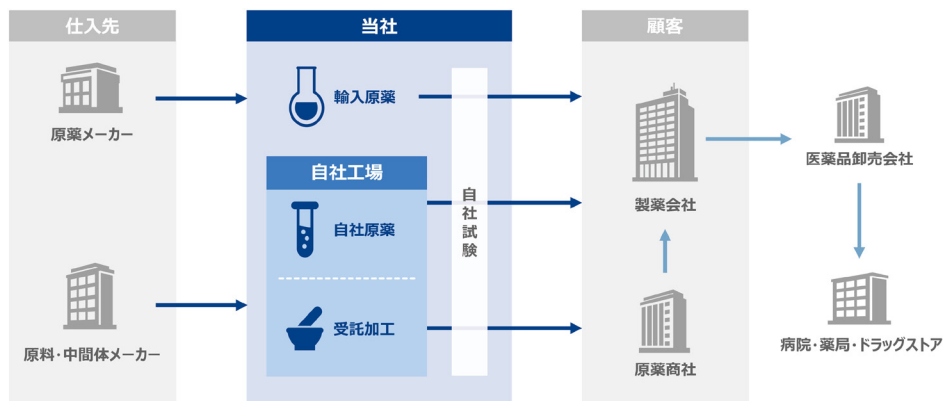 仕入先
原薬メーカー
原料・中間体メーカー
当社
輸入原薬
自社工場
自社原薬
受託加工
自社試験
顧客
製薬会社
原薬商社
医薬品卸売会社
病院・薬局・ドラッグストア